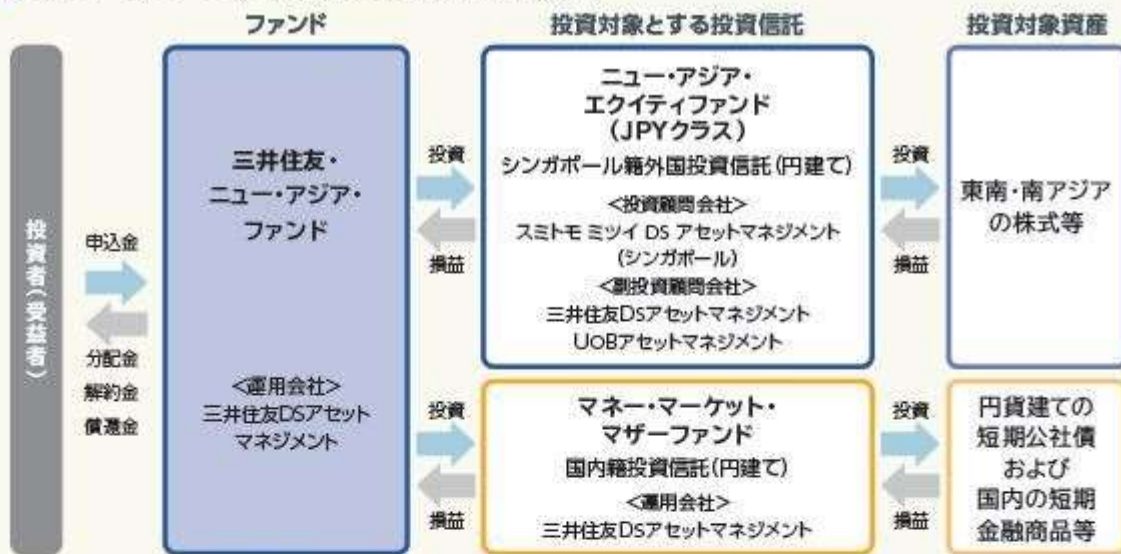 ファンド
投資対象とする投資信託
投資対象資産
投資者(受益者)
申込金
分配金
解約金
償還金
三井住友・
ニュー・アジア・
ファンド
<運用会社>
三井住友DSアセット
マネジメント
投資
損益
ニュー・アジア・
エクイティファンド
(JPYクラス)
シンガポール籍外国投資信託(円建て)
<投資顧問会社>
スミトモ ミツイ DS アセットマネジメント
(シンガポール)
<副投資顧問会社>
三井住友DSアセットマネジメント
UOBアセットマネジメント
投資
損益
東南・南アジア
の株式等
投資
損益
マネー・マーケット・
マザーファンド
国内籍投資信託(円建て)
<運用会社>
三井住友DSアセットマネジメント
投資
損益
円貨建ての
短期公社債
および
国内の短期
金融商品等